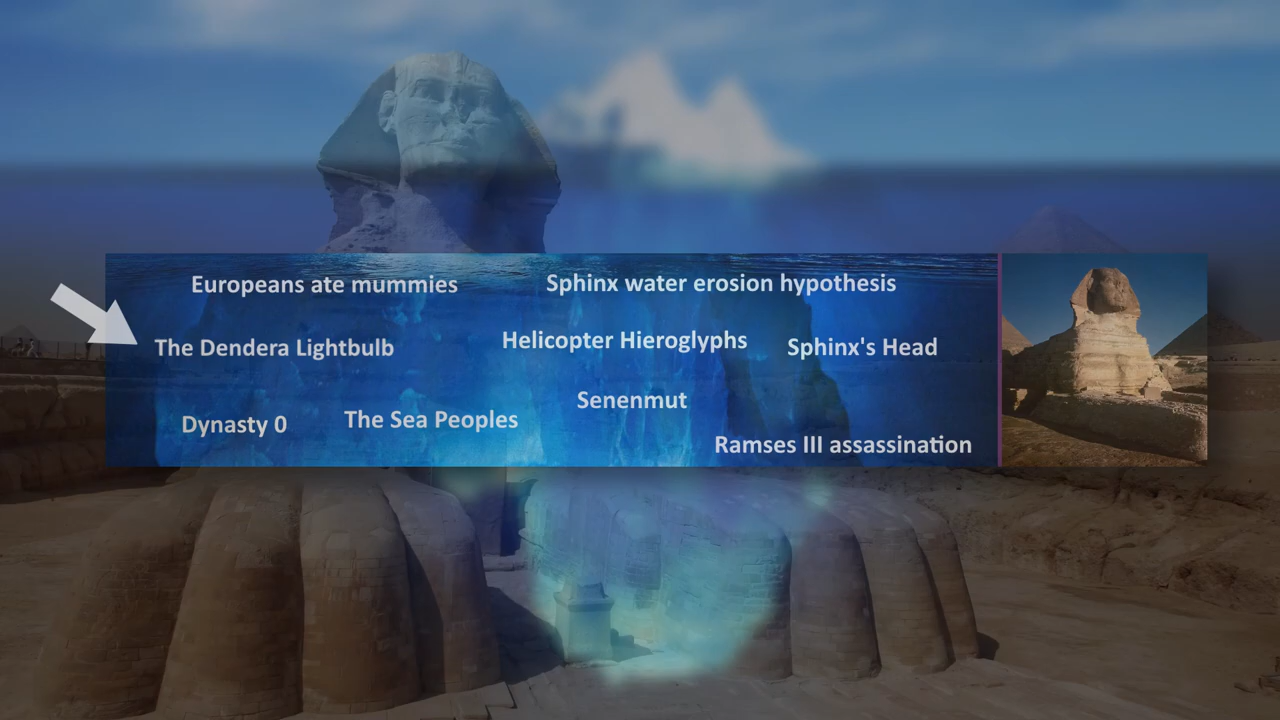 Europeans ate mummies
Sphinx water erosion hypothesis
The Dendera Lightbulb
Helicopter Hieroglyphs
Sphinx's Head
Senenmut
Dynasty 0
The Sea Peoples
Ramses III assassination